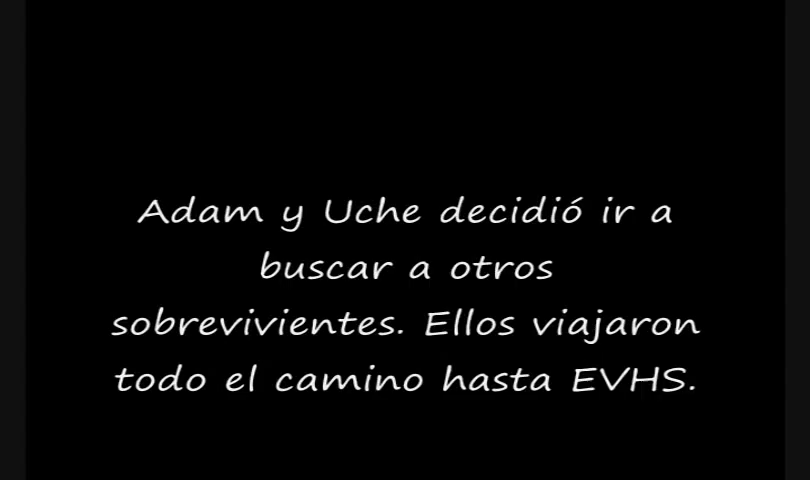 Adam y Uche decidió ir a
buscar a otros
sobrevivientes. Ellos viajaron
todo el camino hasta EVHS.